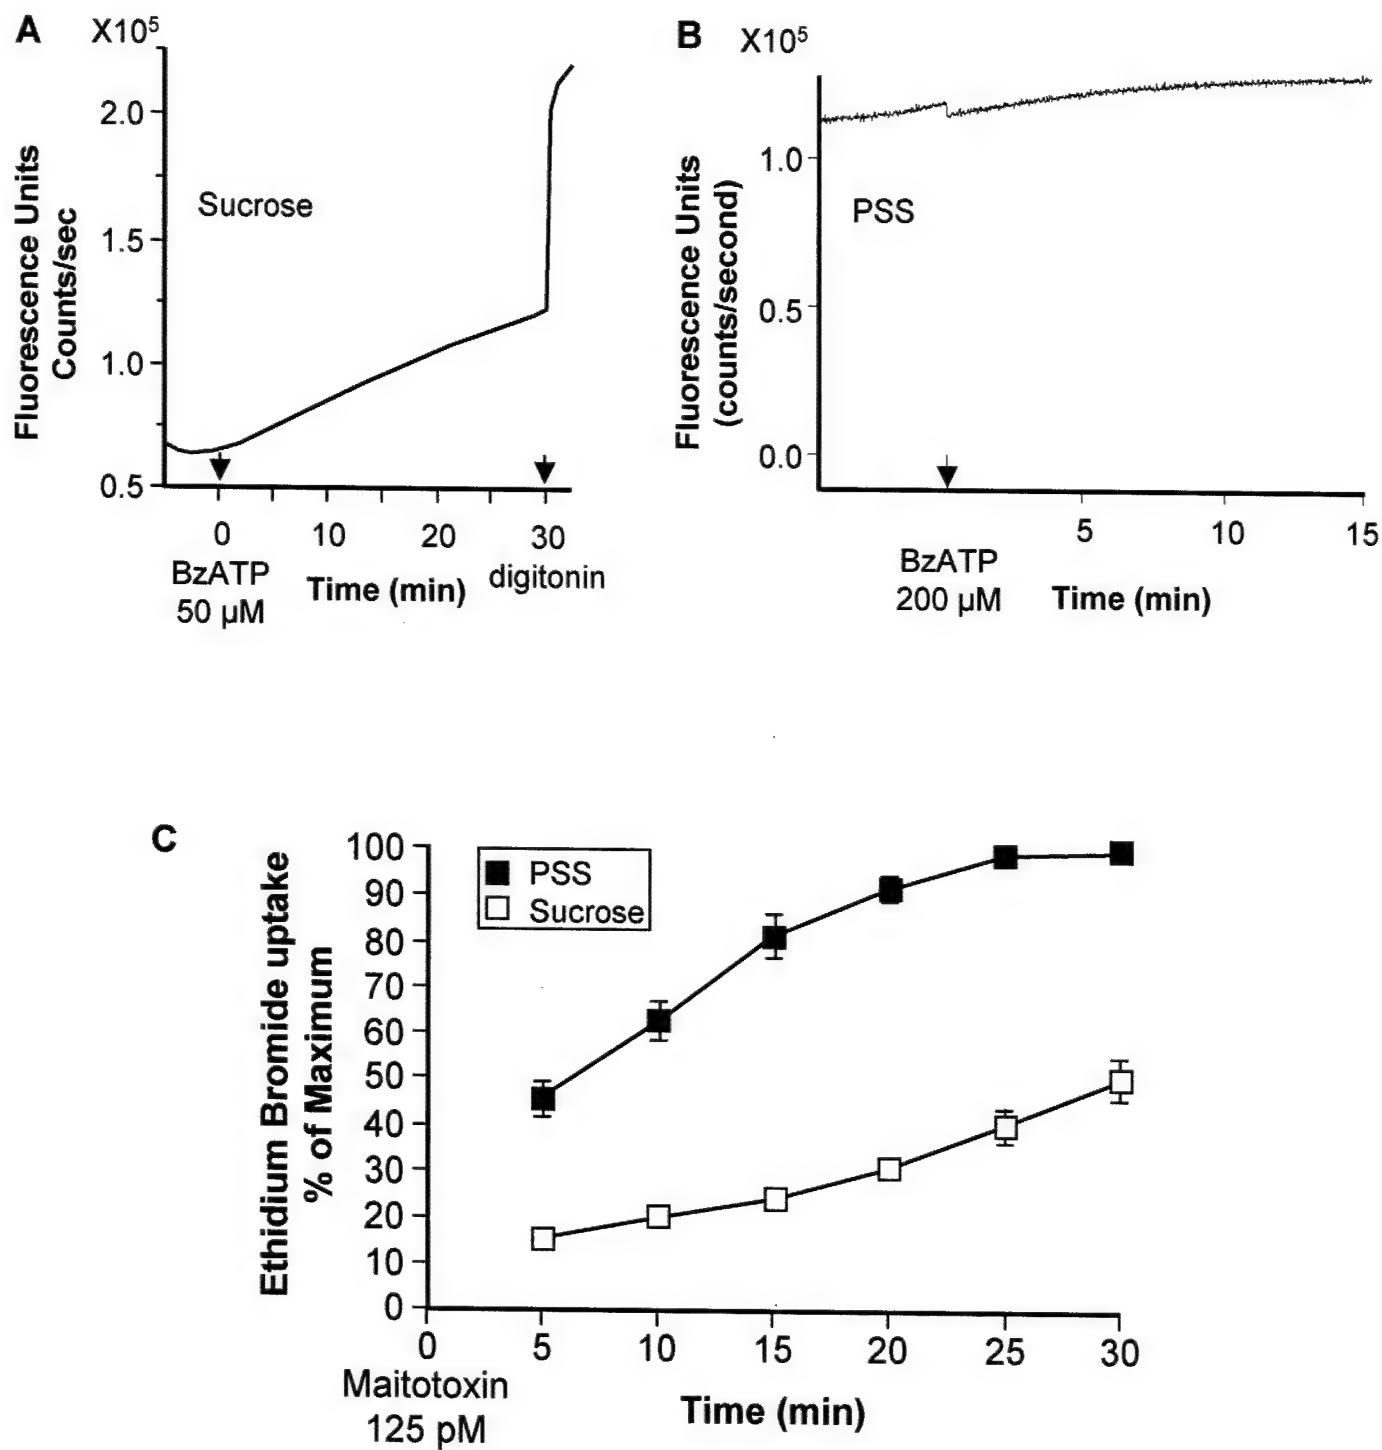 A
X10⁵
Fluorescence Units
Counts/sec
2.0
1.5
1.0
0.5
Sucrose
0
10
20
30
BzATP
50 µM
Time (min)
digitonin
B
X10⁵
Fluorescence Units
(counts/second)
1.0
0.5
0.0
PSS
5
10
15
BzATP
200 µM
Time (min)
C
Ethidium Bromide uptake
% of Maximum
100
90
80
70
60
50
40
30
20
10
0
PSS
Sucrose
0
5
10
15
20
25
30
Maitotoxin
125 pM
Time (min)